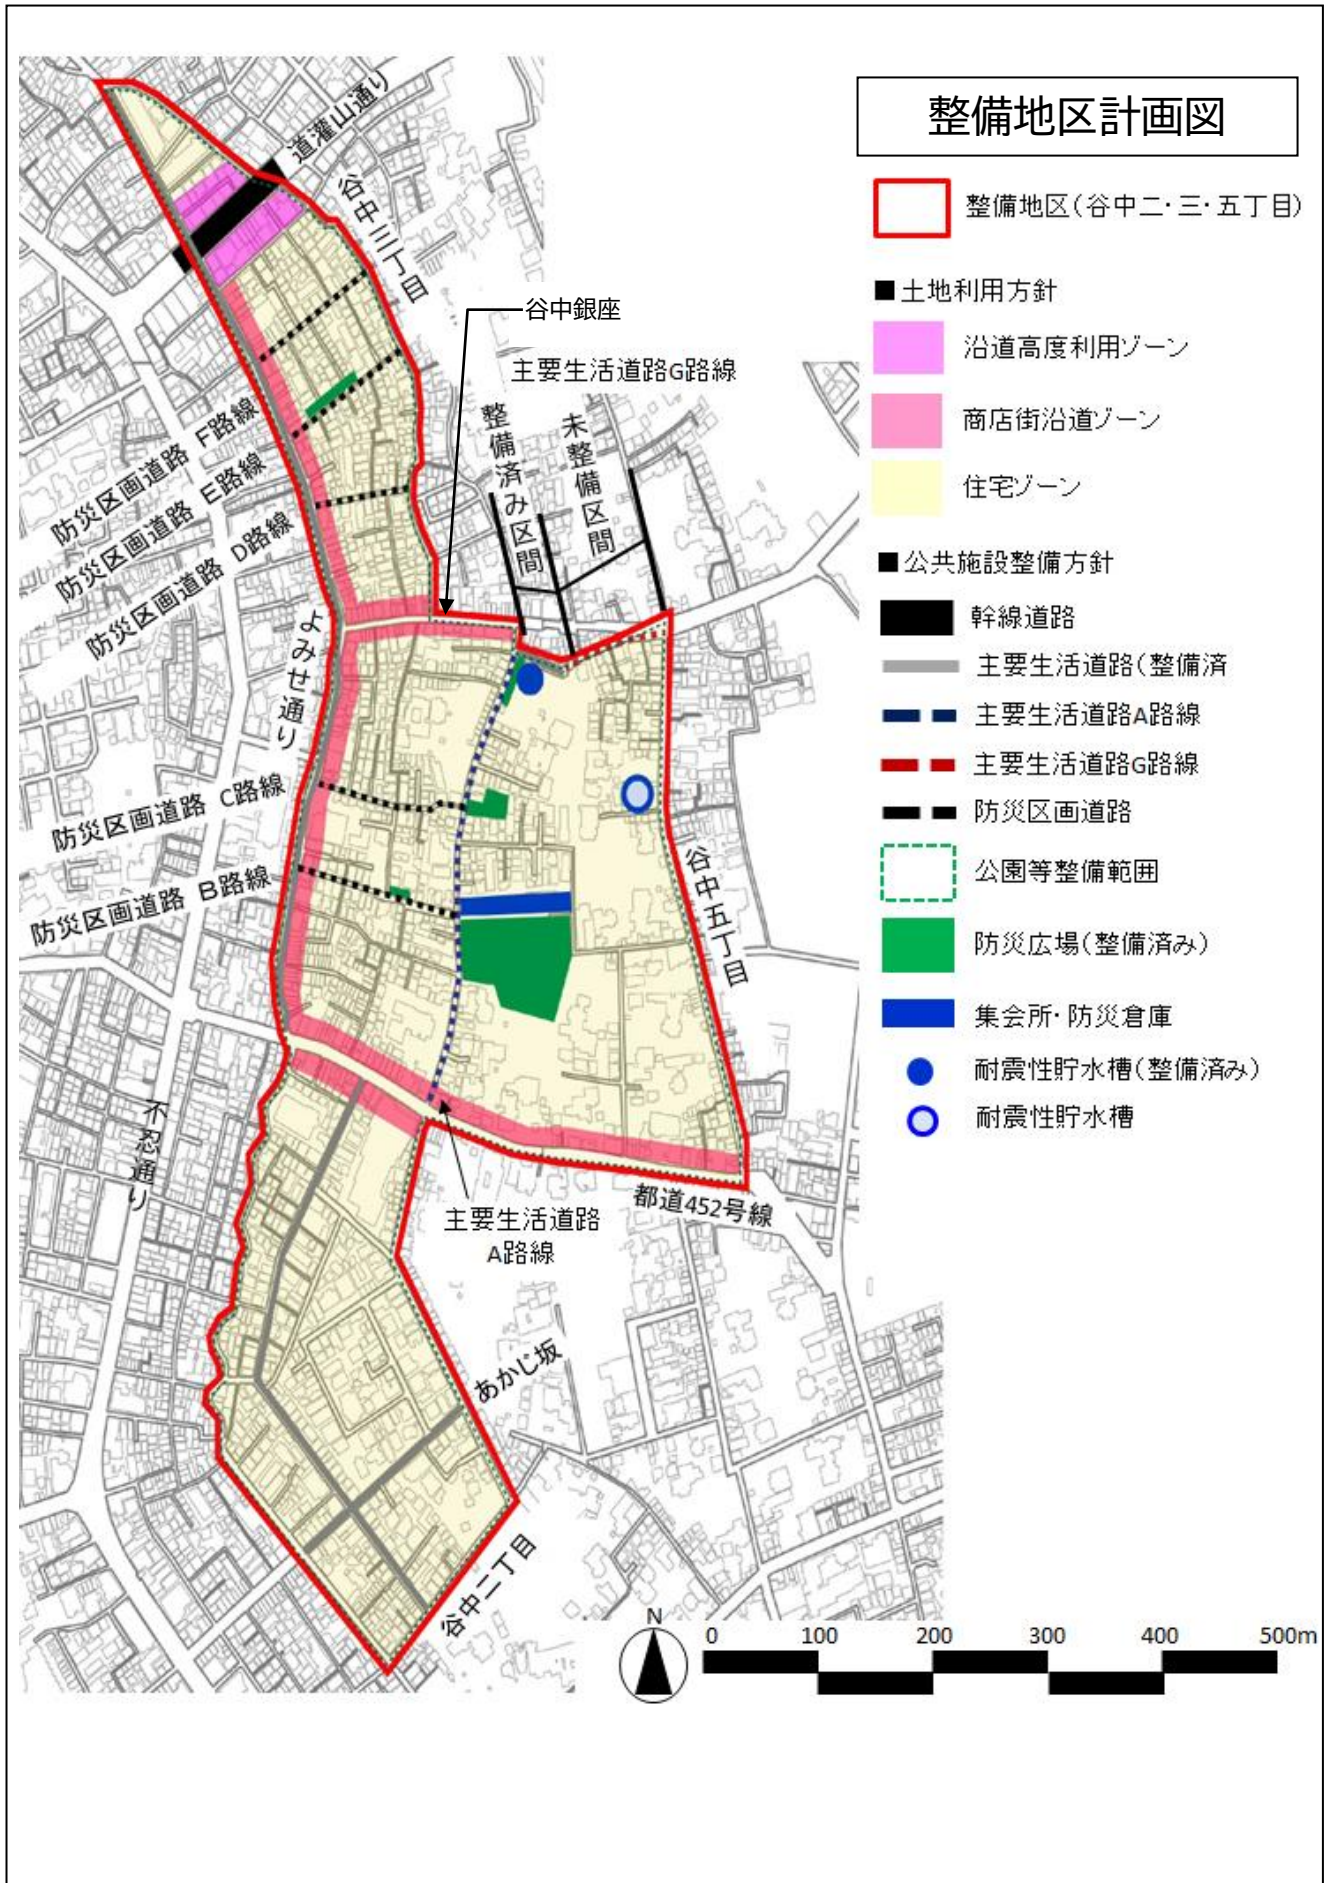 整備地区計画図
整備地区(谷中二・三・五丁目)
■土地利用方針
沿道高度利用ゾーン
商店街沿道ゾーン
住宅ゾーン
■公共施設整備方針
幹線道路
主要生活道路(整備済
主要生活道路A路線
主要生活道路G路線
防災区画道路
公園等整備範囲
防災広場(整備済み)
集会所・防災倉庫
耐震性貯水槽(整備済み)
耐震性貯水槽
道灌山通り
谷中三丁目
谷中銀座
主要生活道路G路線
整備済み区間
未整備区間
防災区画道路 F路線
防災区画道路 E路線
防災区画道路 D路線
よみせ通り
防災区画道路 C路線
防災区画道路 B路線
谷中五丁目
不忍通り
都道452号線
主要生活道路
A路線
あかじ坂
谷中二丁目
N
0 100 200 300 400 500m